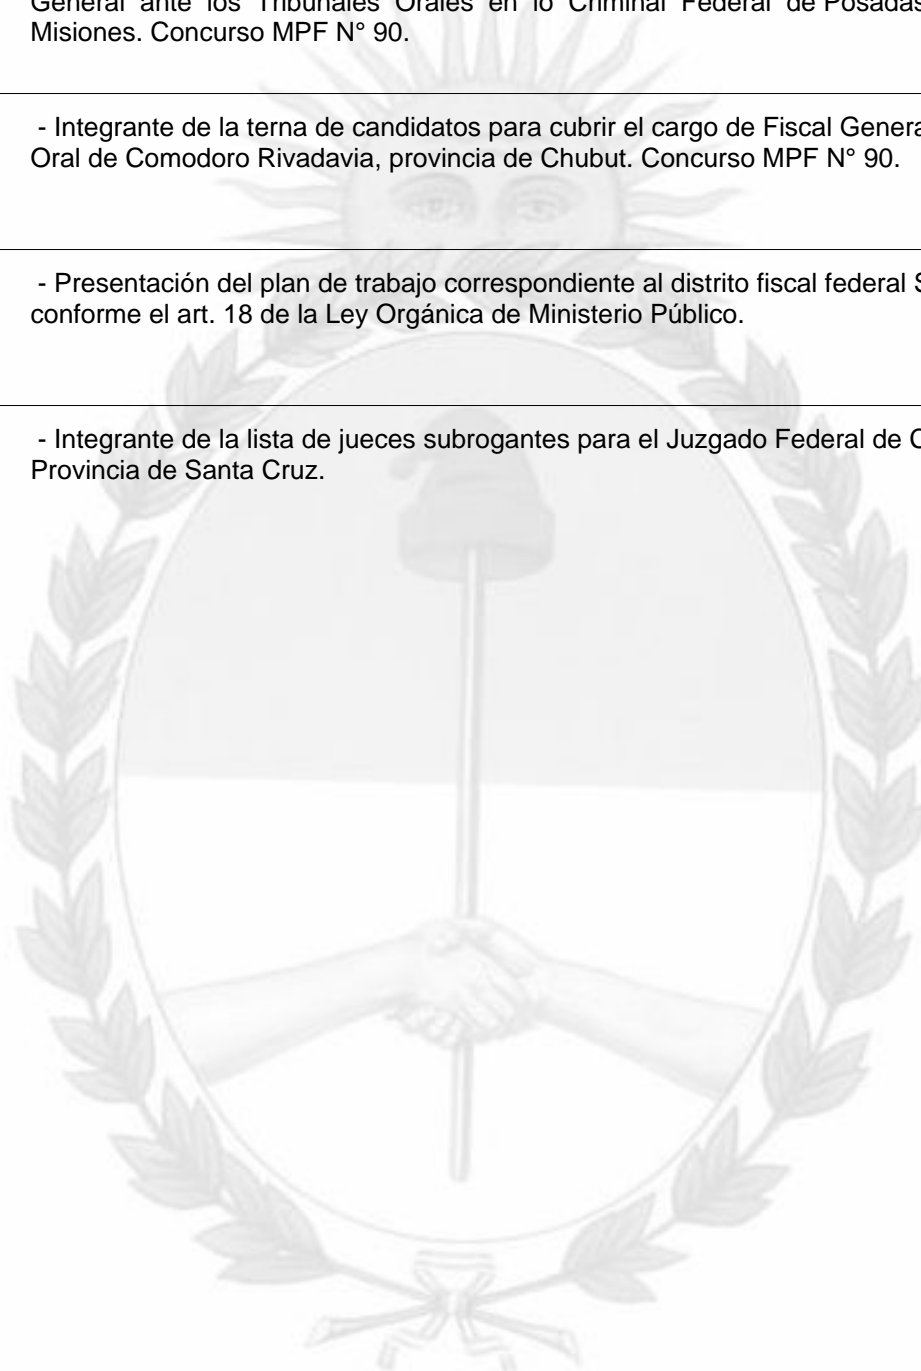 General ante los Tribunales Orales en lo Criminal Federal de Posadas
Misiones. Concurso MPF N° 90.
- Integrante de la terna de candidatos para cubrir el cargo de Fiscal Genera
Oral de Comodoro Rivadavia, provincia de Chubut. Concurso MPF N° 90.
- Presentación del plan de trabajo correspondiente al distrito fiscal federal S
conforme el art. 18 de la Ley Orgánica de Ministerio Público.
- Integrante de la lista de jueces subrogantes para el Juzgado Federal de C
Provincia de Santa Cruz.